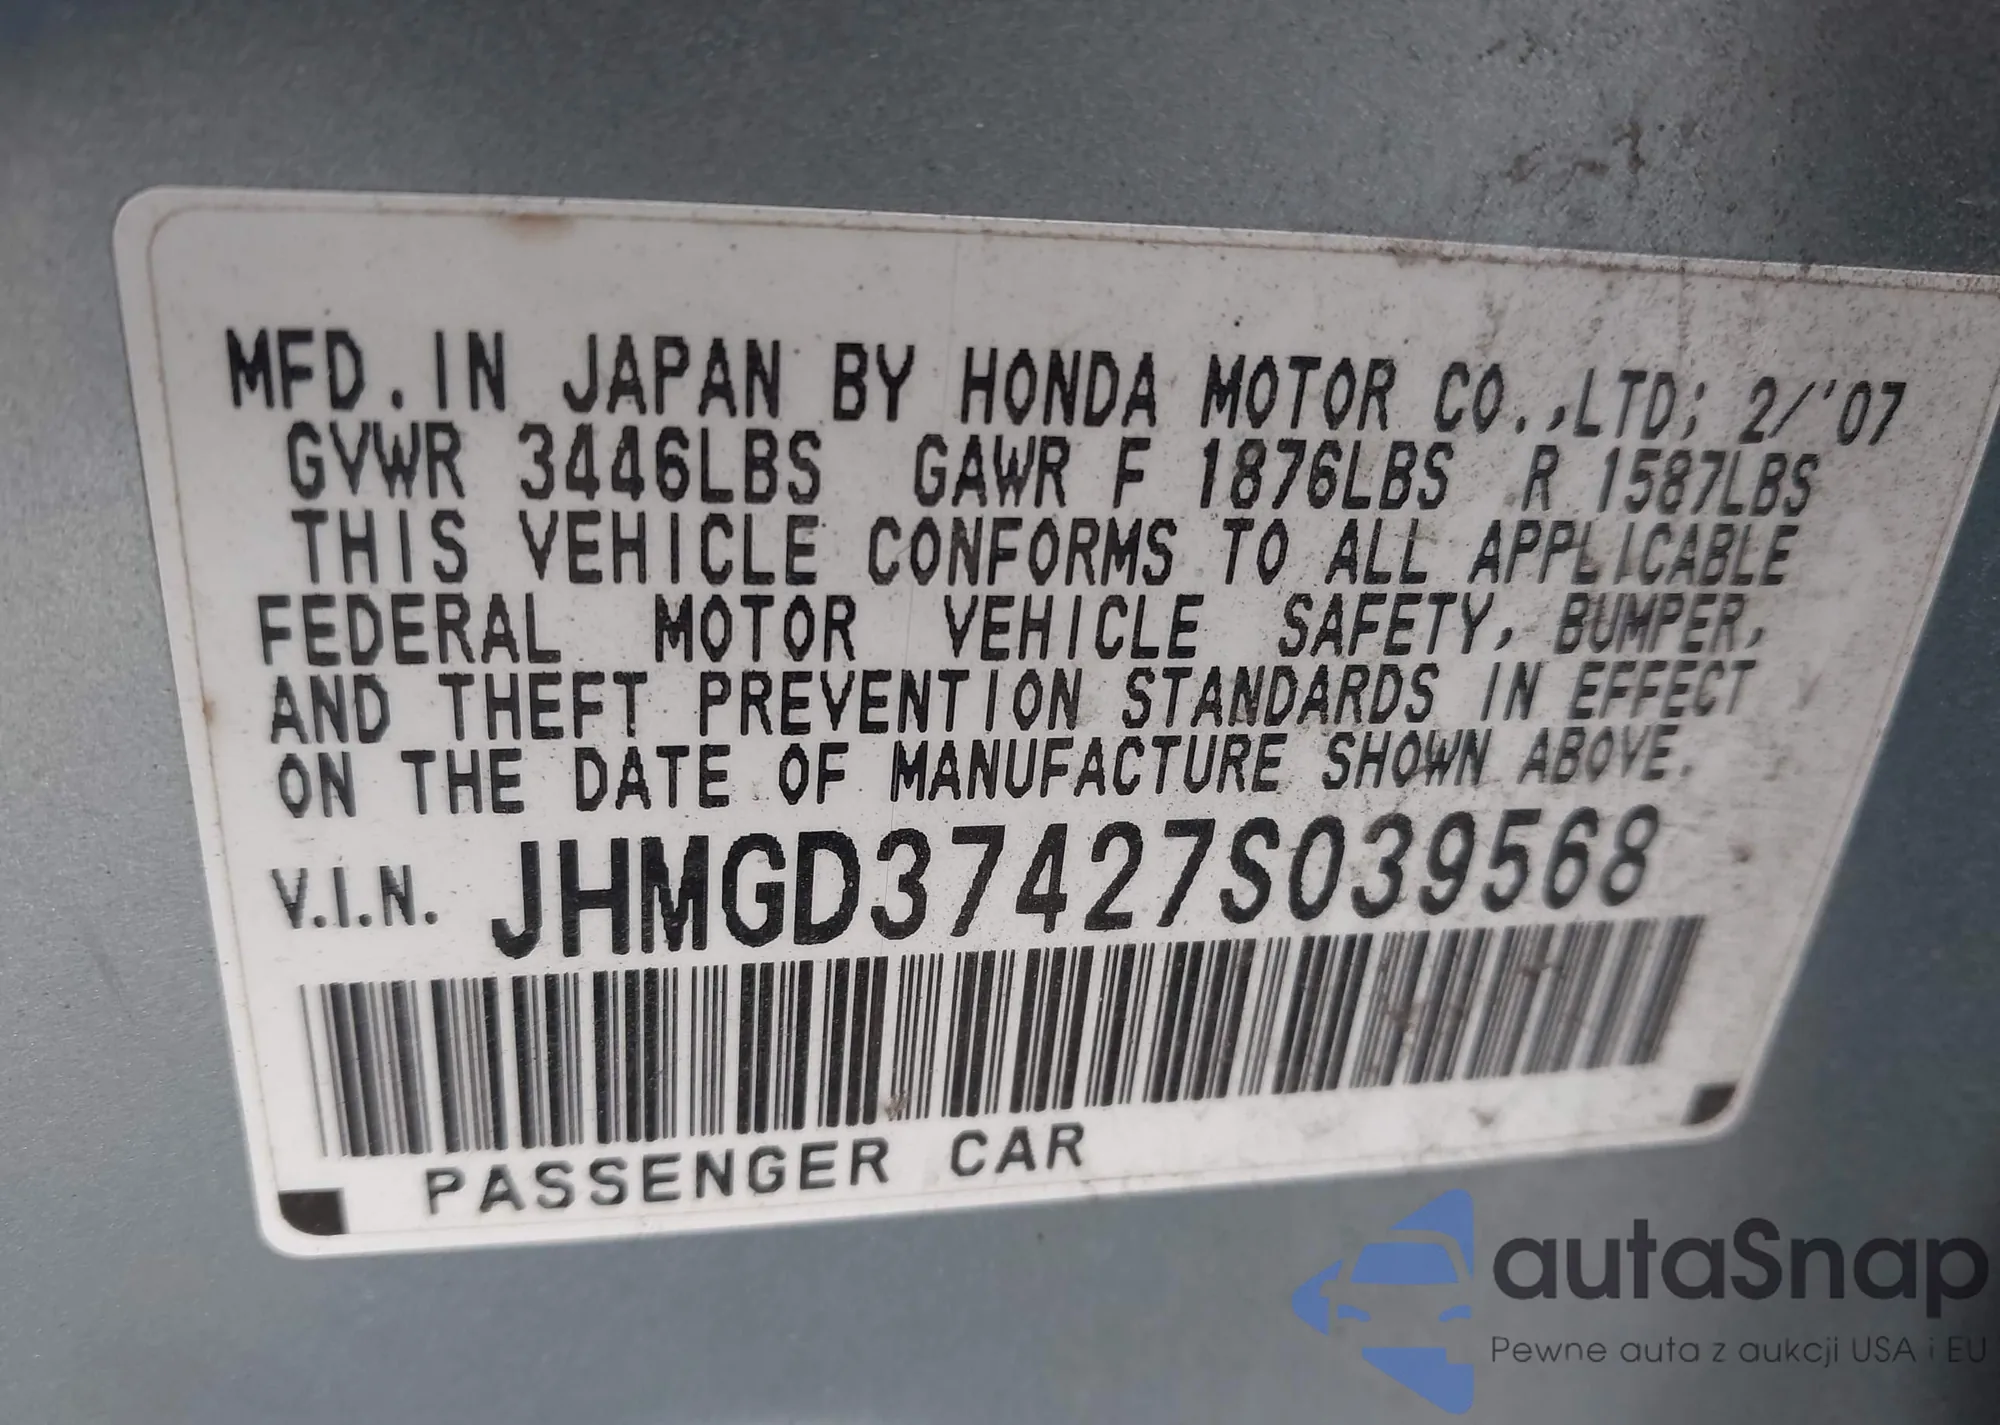 MFD. IN JAPAN BY HONDA MOTOR CO.,LTD; 2/'07
GVWR 3446LBS GAWR F 1876LBS R 1587LBS
THIS VEHICLE CONFORMS TO ALL APPLICABLE
FEDERAL MOTOR VEHICLE SAFETY, BUMPER,
AND THEFT PREVENTION STANDARDS IN EFFECT
ON THE DATE OF MANUFACTURE SHOWN ABOVE.
V.I.N. JHMGD37427S039568
PASSENGER CAR
autaSnap
Pewne auta z aukcji USA i EU